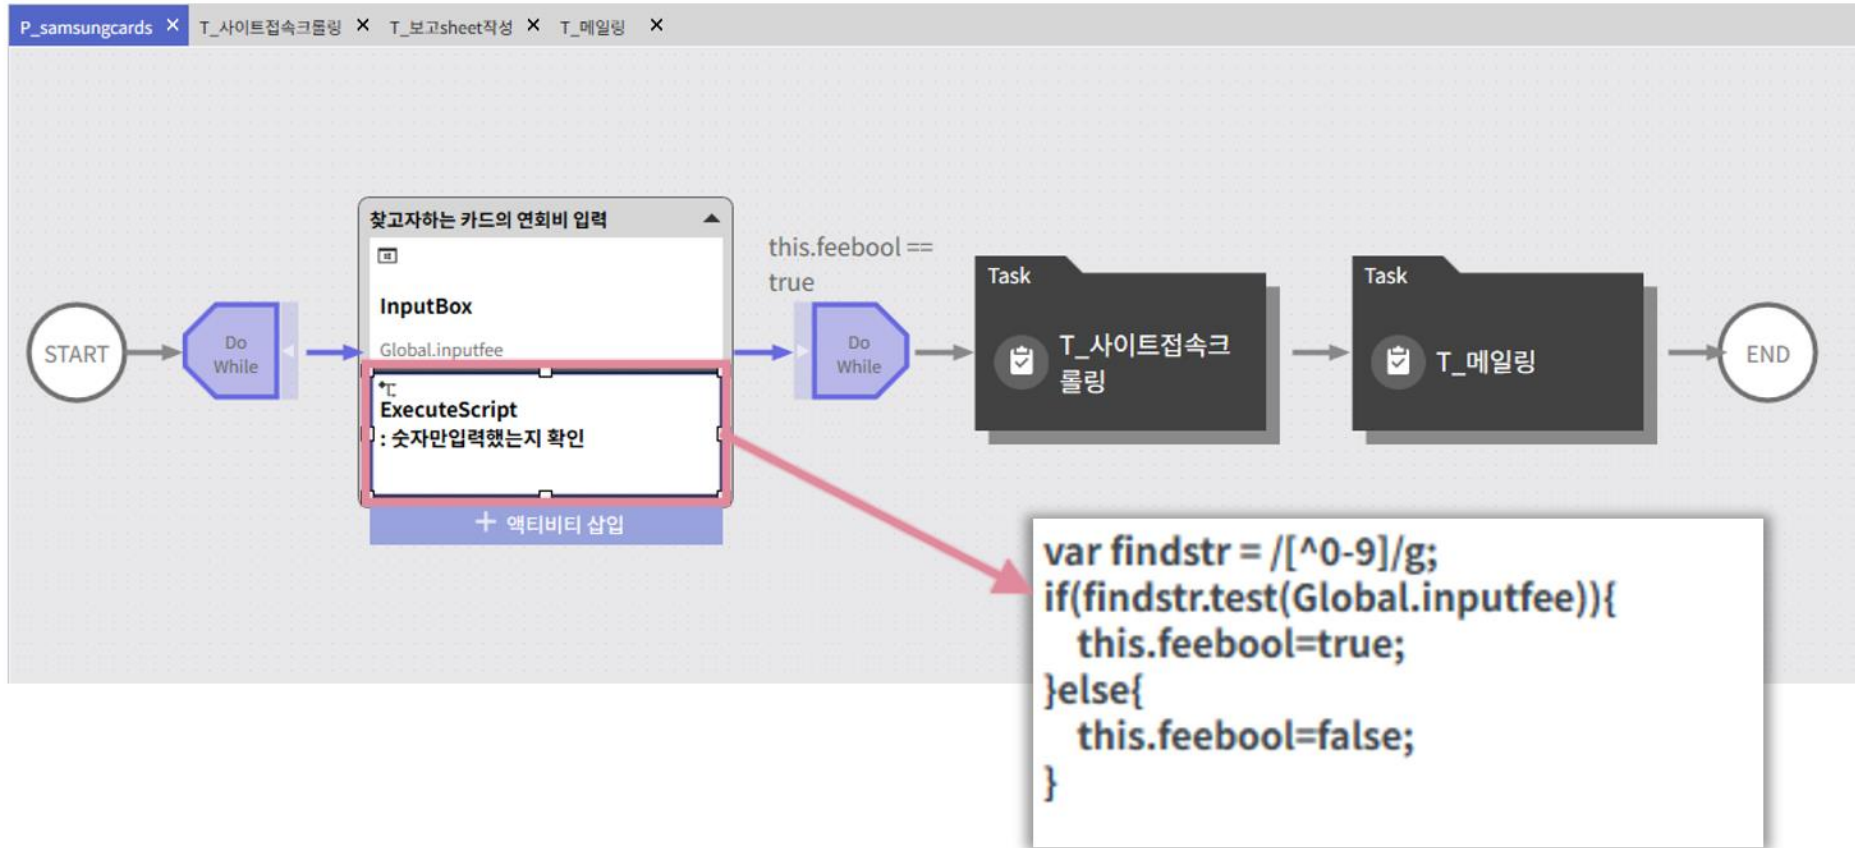 P_samsungcards
T_사이트접속크롤링
T_보고sheet작성
T_메일링
찾고자하는 카드의 연회비 입력
InputBox
Global.inputfee
ExecuteScript
: 숫자만입력했는지 확인
+ 액티비티 삽입
START
Do
While
this.feebool ==
true
Do
While
Task
T_사이트접속크
롤링
Task
T_메일링
END
var findstr = /[^0-9]/g;
if(findstr.test(Global.inputfee)){
this.feebool=true;
}else{
this.feebool=false;
}